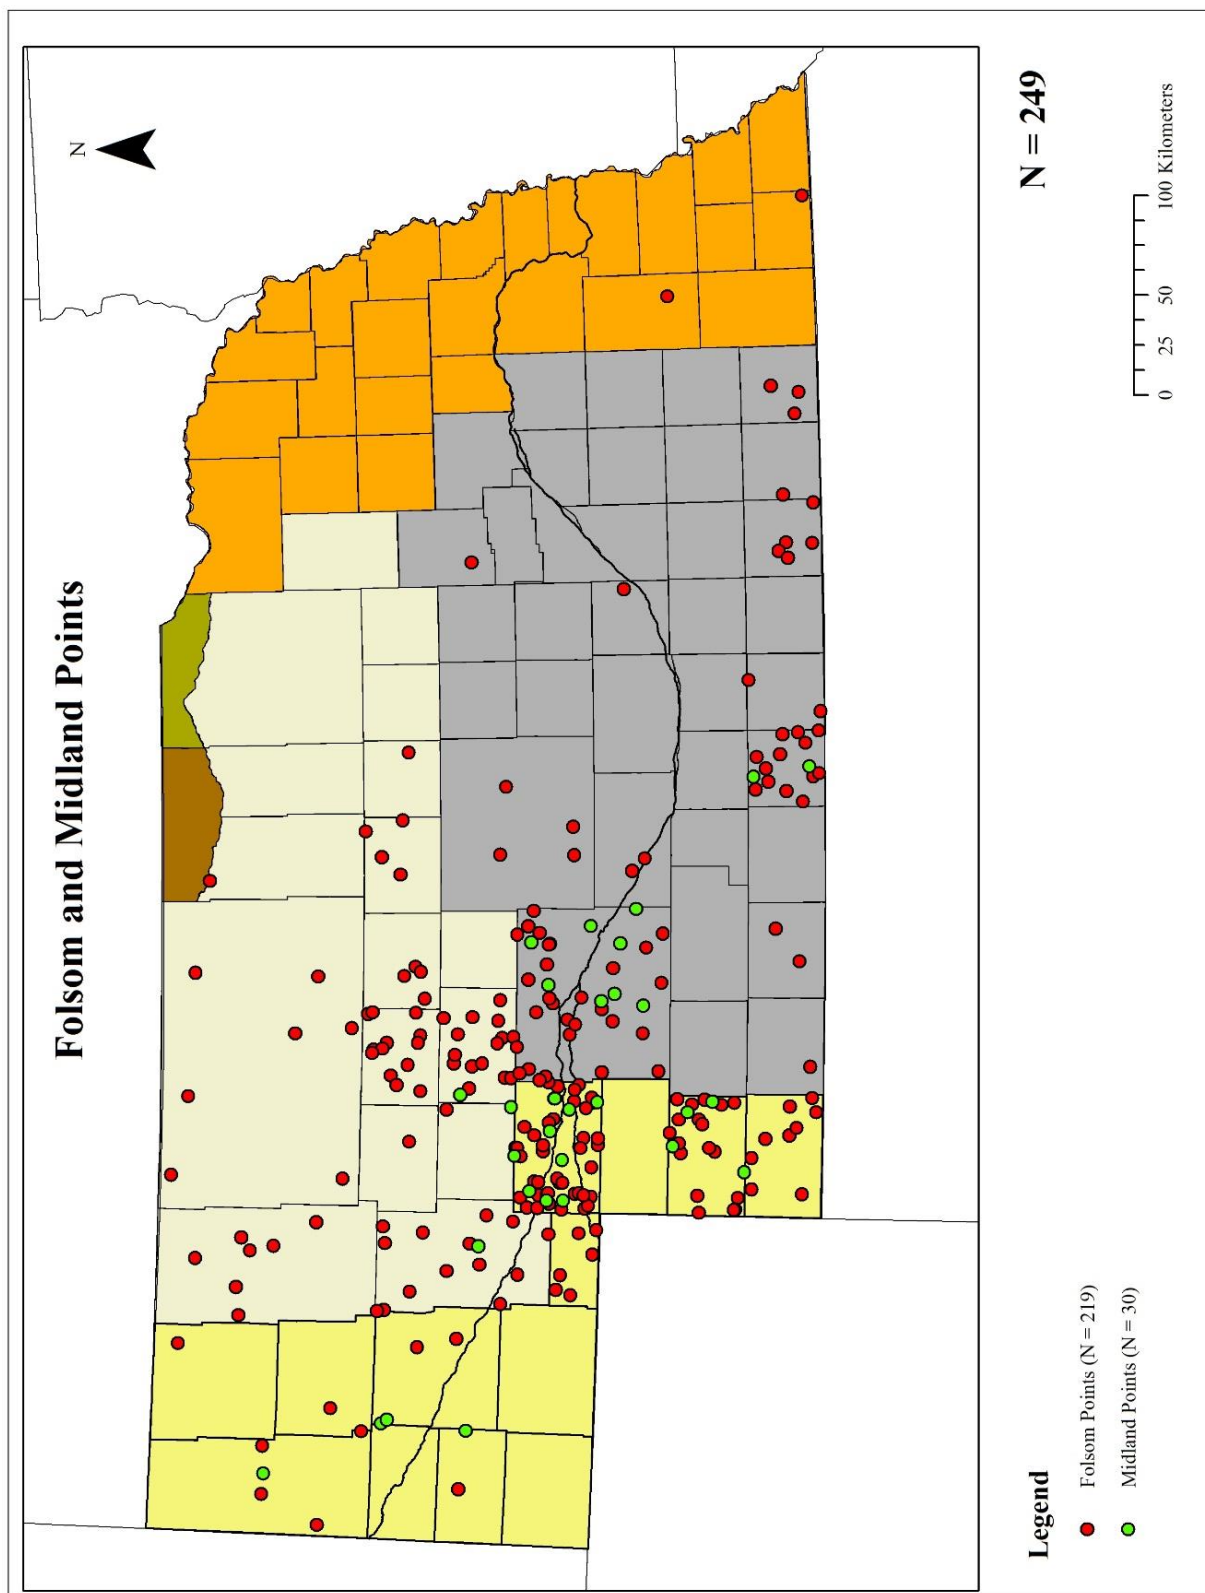 Folsom and Midland Points
N
N = 249
Legend
Folsom Points (N = 219)
Midland Points (N = 30)
0 25 50 100 Kilometers